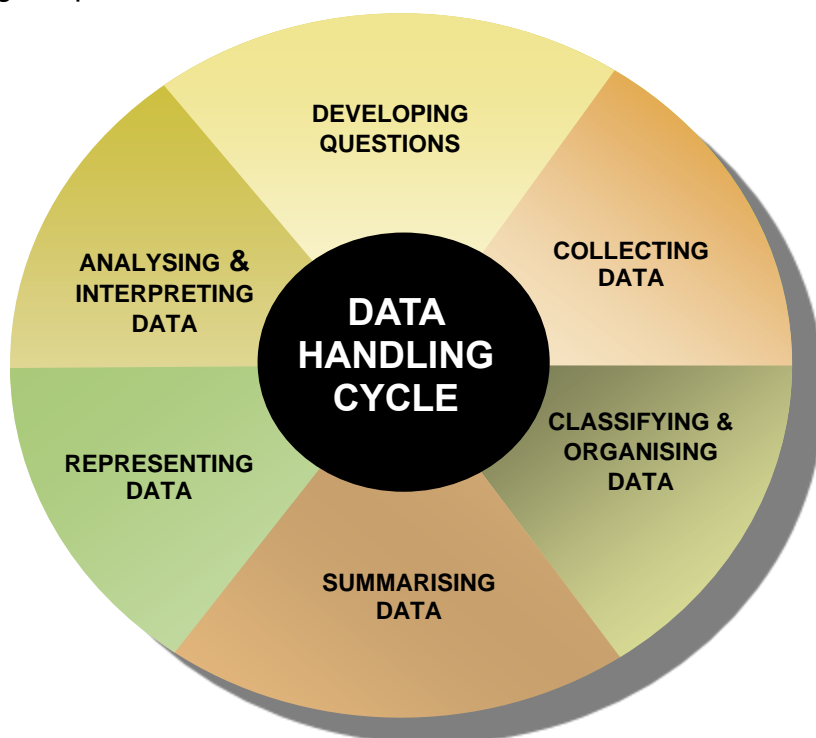 DEVELOPING
QUESTIONS
COLLECTING
DATA
CLASSIFYING &
ORGANISING
DATA
SUMMARISING
DATA
REPRESENTING
DATA
ANALYSING &
INTERPRETING
DATA
DATA
HANDLING
CYCLE